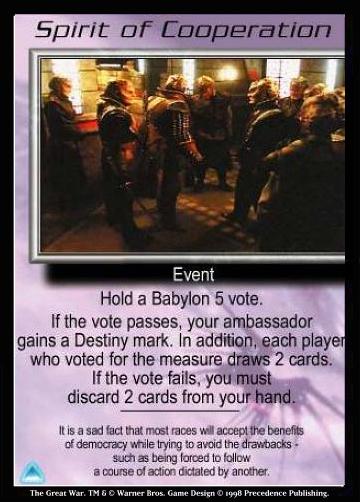 Spirit of Cooperation
Event
Hold a Babylon 5 vote.
If the vote passes, your ambassador
gains a Destiny mark. In addition, each player
who voted for the measure draws 2 cards.
If the vote fails, you must
discard 2 cards from your hand.
It is a sad fact that most races will accept the benefits
of democracy while trying to avoid the drawbacks -
such as being forced to follow
a course of action dictated by another.
The Great War. TM & © Warner Bros. Game Design © 1998 Precedence Publishing.